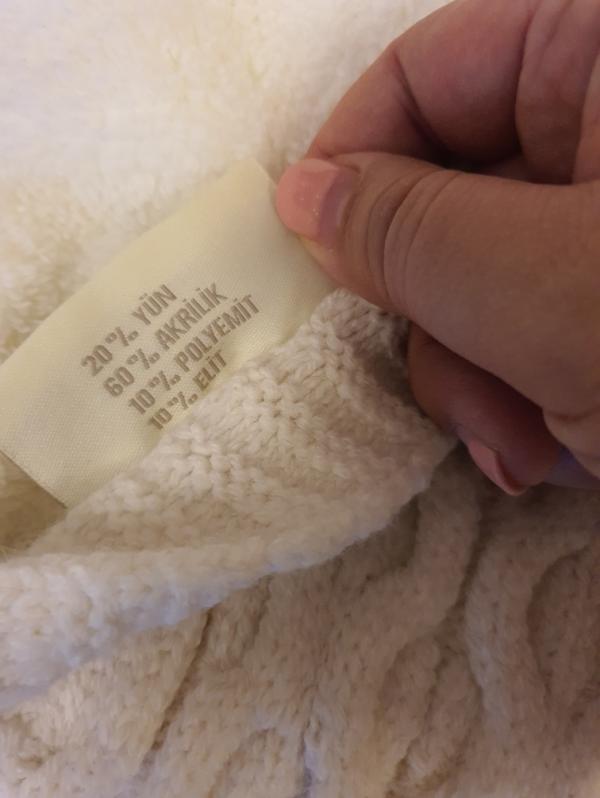 20% YÜN
60% AKRİLİK
10% POLYEMİT
10% ELİT